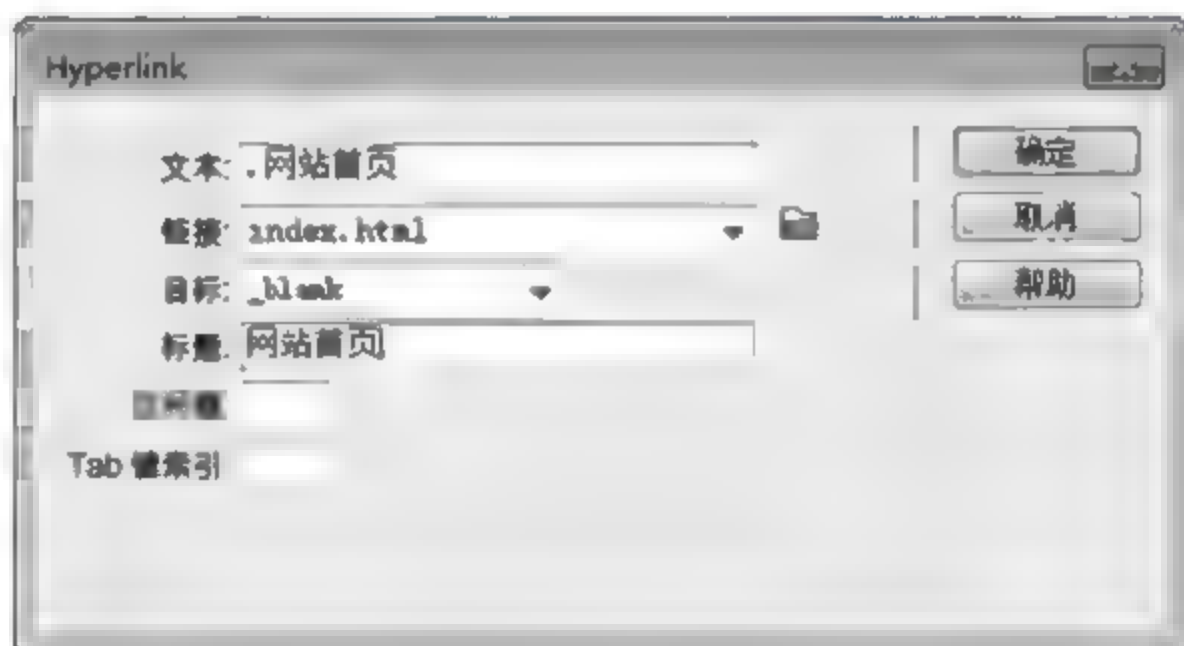 Hyperlink
文本: .网站首页
确定
链接: index.html
取消
目标: _blank
帮助
标题: 网站首页
Tab 键索引